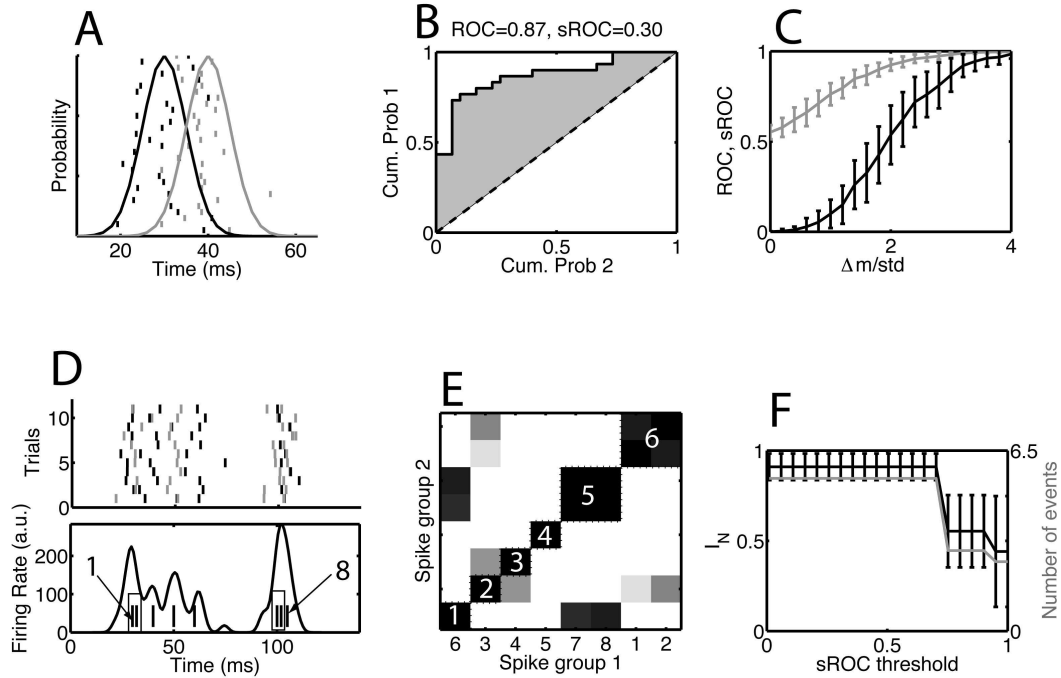 A
Probability
20 40 60
Time (ms)
B
ROC=0.87, sROC=0.30
1
0.5
0
Cum. Prob 1
0 0.5 1
Cum. Prob 2
C
1
0.5
0
ROC, sROC
0 2 4
Δm/std
D
10
5
0
Trials
200
100
0
Firing Rate (a.u.)
1
8
0 50 100
Time (ms)
E
Spike group 2
6
5
4
3
2
1
6 3 4 5 7 8 1 2
Spike group 1
F
1
0.5
0
I_N
6.5
0
Number of events
0 0.5 1
sROC threshold